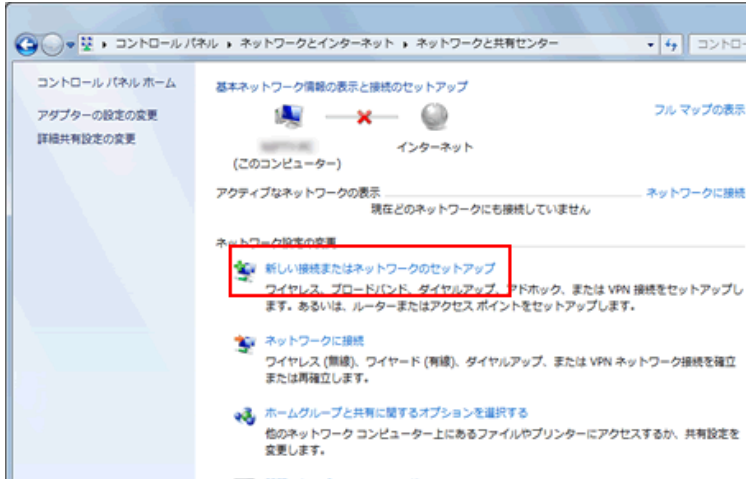 コントロール パネル ▸ ネットワークとインターネット ▸ ネットワークと共有センター
コントロー
コントロール パネル ホーム
アダプターの設定の変更
詳細共有設定の変更
基本ネットワーク情報の表示と接続のセットアップ
フル マップの表示
(このコンピューター)
インターネット
アクティブなネットワークの表示
ネットワークに接続
現在どのネットワークにも接続していません
ネットワーク設定の変更
新しい接続またはネットワークのセットアップ
ワイヤレス、ブロードバンド、ダイヤルアップ、アドホック、または VPN 接続をセットアップし
ます。あるいは、ルーターまたはアクセス ポイントをセットアップします。
ネットワークに接続
ワイヤレス (無線)、ワイヤード (有線)、ダイヤルアップ、または VPN ネットワーク接続を確立
または再確立します。
ホームグループと共有に関するオプションを選択する
他のネットワーク コンピューター上にあるファイルやプリンターにアクセスするか、共有設定を
変更します。